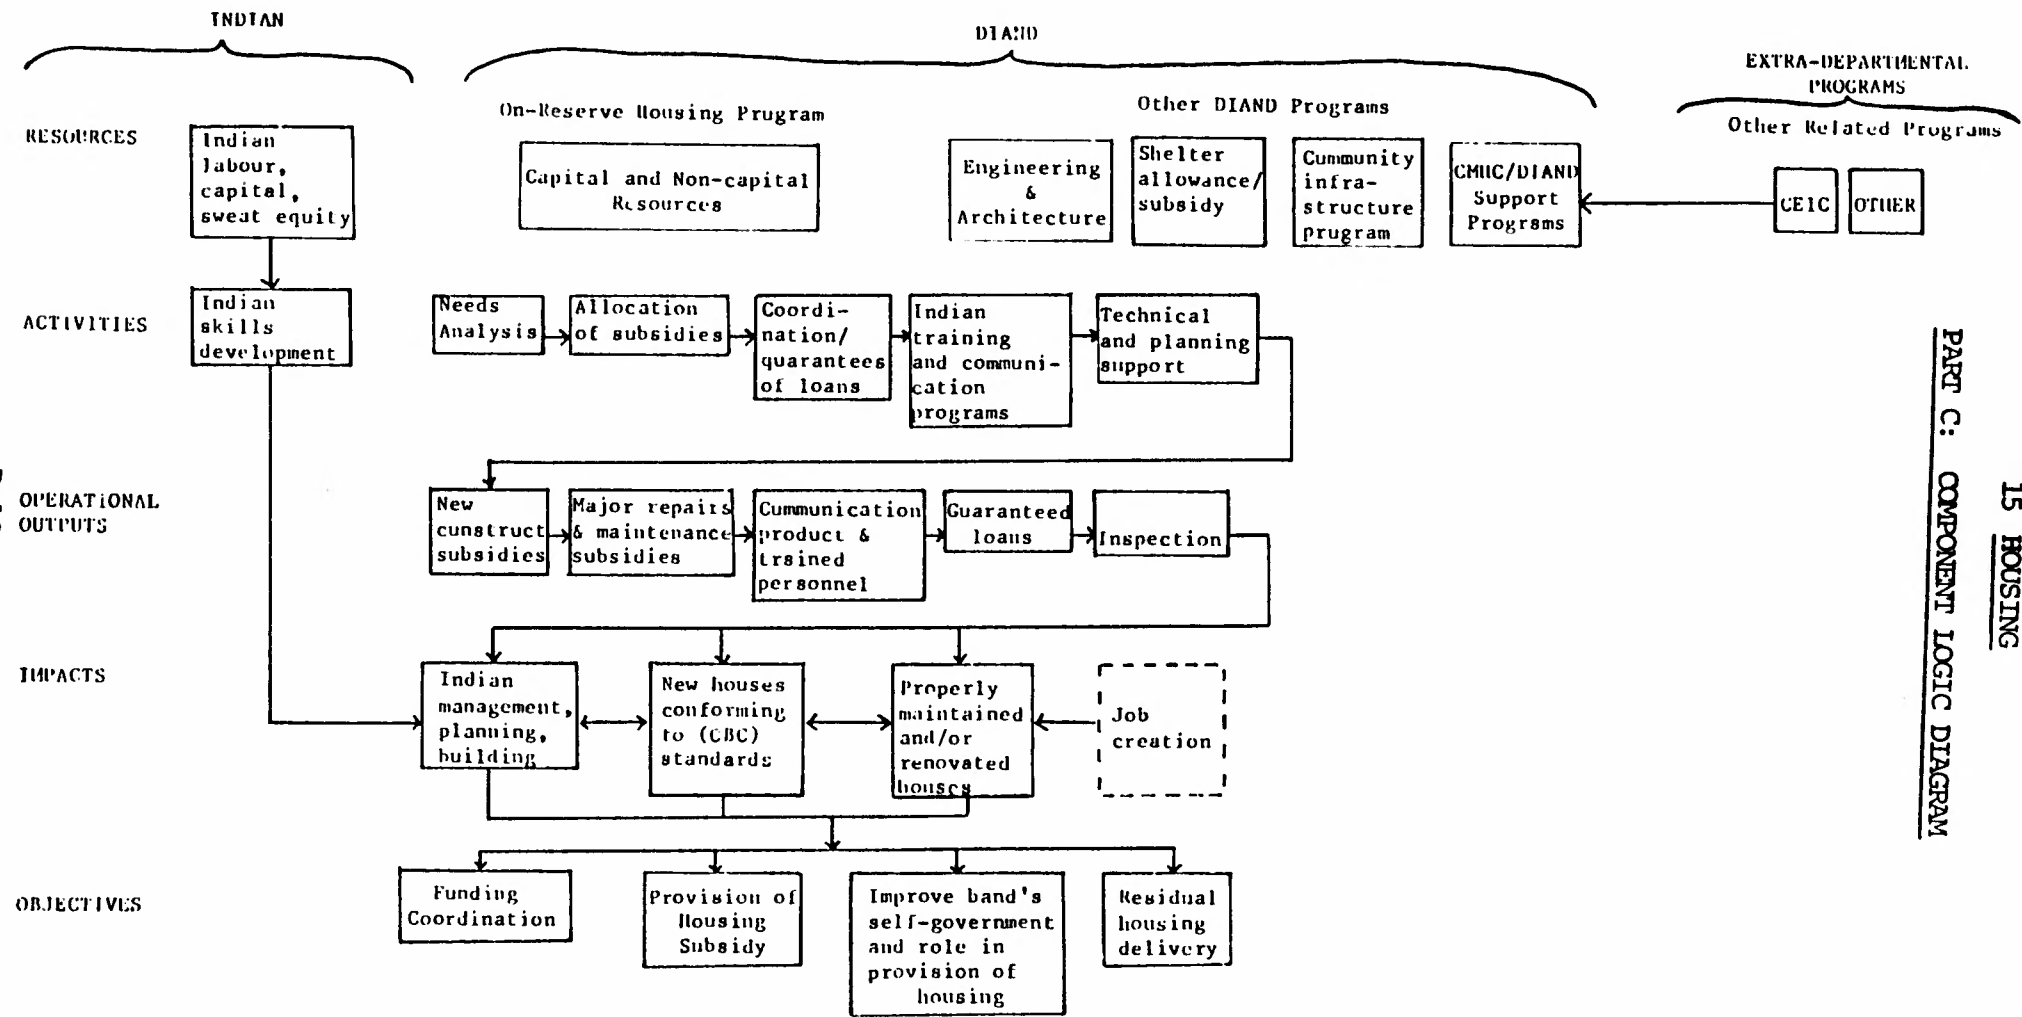 INDIAN
DIAND
EXTRA-DEPARTMENTAL
PROGRAMS
On-Reserve Housing Program
Other DIAND Programs
Other Related Programs
RESOURCES
Indian
labour,
capital,
sweat equity
Capital and Non-capital
Resources
Engineering
&
Architecture
Shelter
allowance/
subsidy
Community
infra-
structure
program
CMHC/DIAND
Support
Programs
CEIC
OTHER
ACTIVITIES
Indian
skills
development
Needs
Analysis
Allocation
of subsidies
Coordi-
nation/
quarantees
of loans
Indian
training
and communi-
cation
programs
Technical
and planning
support
OPERATIONAL
OUTPUTS
New
construct
subsidies
Major repairs
& maintenance
subsidies
Communication
product &
trained
personnel
Guaranteed
loans
Inspection
IMPACTS
Indian
management,
planning,
building
New houses
conforming
to (CBC)
standards
Properly
maintained
and/or
renovated
houses
Job
creation
OBJECTIVES
Funding
Coordination
Provision of
Housing
Subsidy
Improve band's
self-government
and role in
provision of
housing
Residual
housing
delivery
15 HOUSING
PART C: COMPONENT LOGIC DIAGRAM